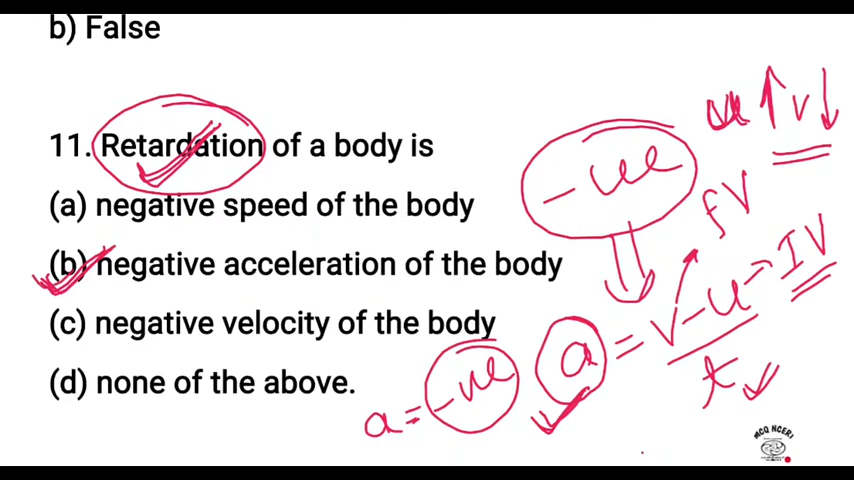 b) False
11. Retardation of a body is
(a) negative speed of the body
(b) negative acceleration of the body
(c) negative velocity of the body
(d) none of the above.
-ve
u ↑ v ↓
a = v - u
t
FV
IV
a = -ve
MCQ NCERT